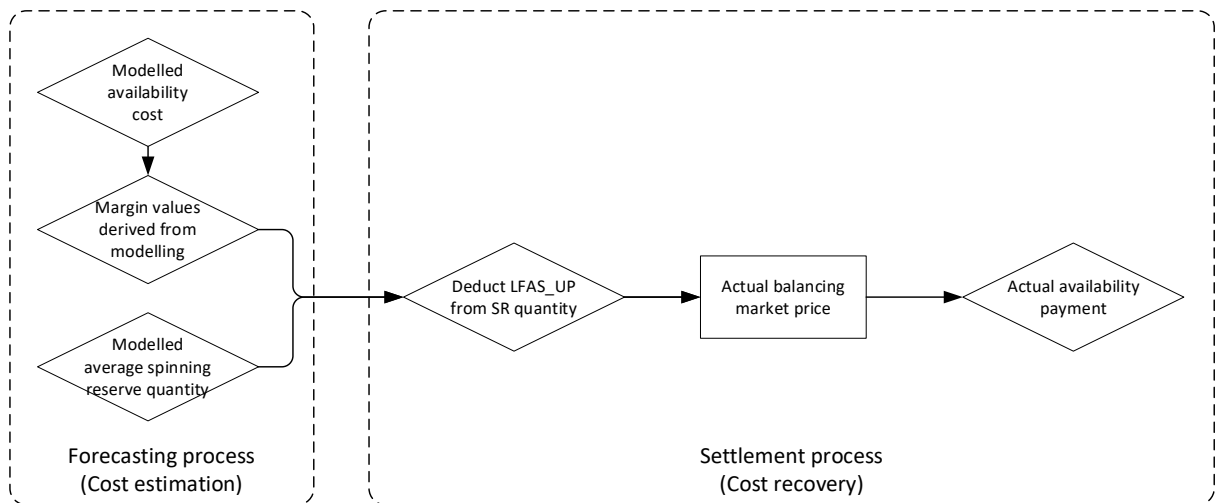 Modelled
availability
cost
Margin values
derived from
modelling
Modelled
average spinning
reserve quantity
Forecasting process
(Cost estimation)
Deduct LFAS_UP
from SR quantity
Actual balancing
market price
Actual availability
payment
Settlement process
(Cost recovery)